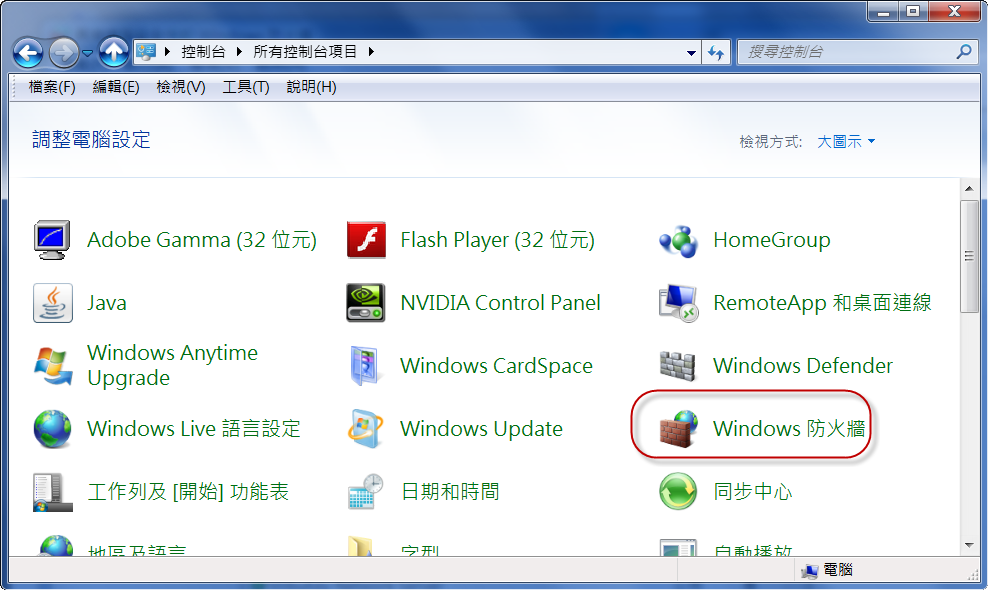 控制台 ▸ 所有控制台項目 ▸
搜尋控制台
檔案(F) 編輯(E) 檢視(V) 工具(T) 說明(H)
調整電腦設定
檢視方式: 大圖示
Adobe Gamma (32 位元)
Flash Player (32 位元)
HomeGroup
Java
NVIDIA Control Panel
RemoteApp 和桌面連線
Windows Anytime
Upgrade
Windows CardSpace
Windows Defender
Windows Live 語言設定
Windows Update
Windows 防火牆
工作列及 [開始] 功能表
日期和時間
同步中心
地區及語言
字型
自動播放
電腦